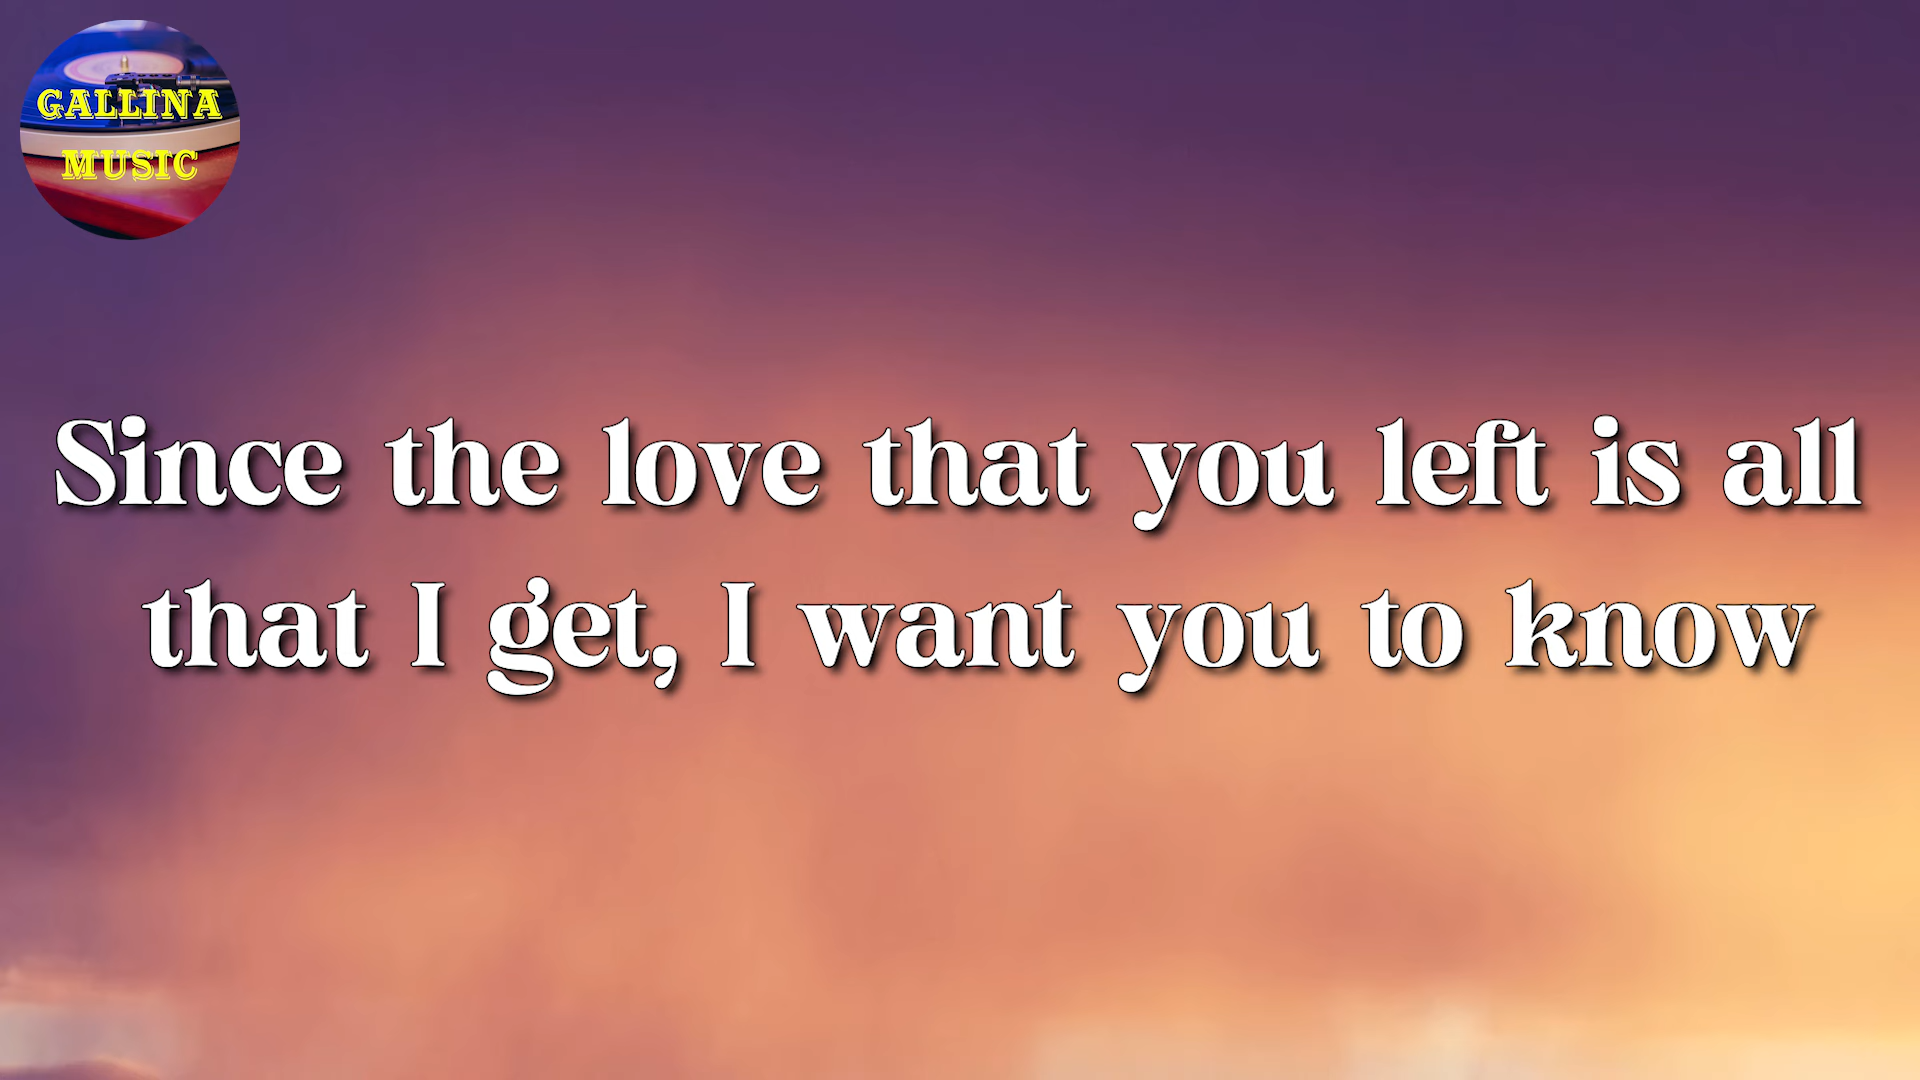 GALLINA
MUSIC
Since the love that you left is all
that I get, I want you to know